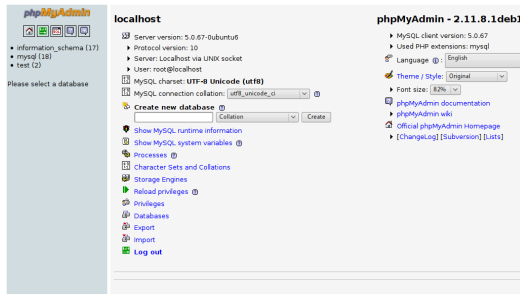 phpMyAdmin
information_schema (17)
mysql (18)
test (2)
Please select a database
localhost
Server version: 5.0.67-0ubuntu6
Protocol version: 10
Server: Localhost via UNIX socket
User: root@localhost
MySQL charset: UTF-8 Unicode (utf8)
MySQL connection collation: utf8_unicode_ci
Create new database
Collation Create
Show MySQL runtime information
Show MySQL system variables
Processes
Character Sets and Collations
Storage Engines
Reload privileges
Privileges
Databases
Export
Import
Log out
phpMyAdmin - 2.11.8.1deb1
MySQL client version: 5.0.67
Used PHP extensions: mysql
Language : English
Theme / Style: Original
Font size: 82%
phpMyAdmin documentation
phpMyAdmin wiki
Official phpMyAdmin Homepage
[ChangeLog] [Subversion] [Lists]